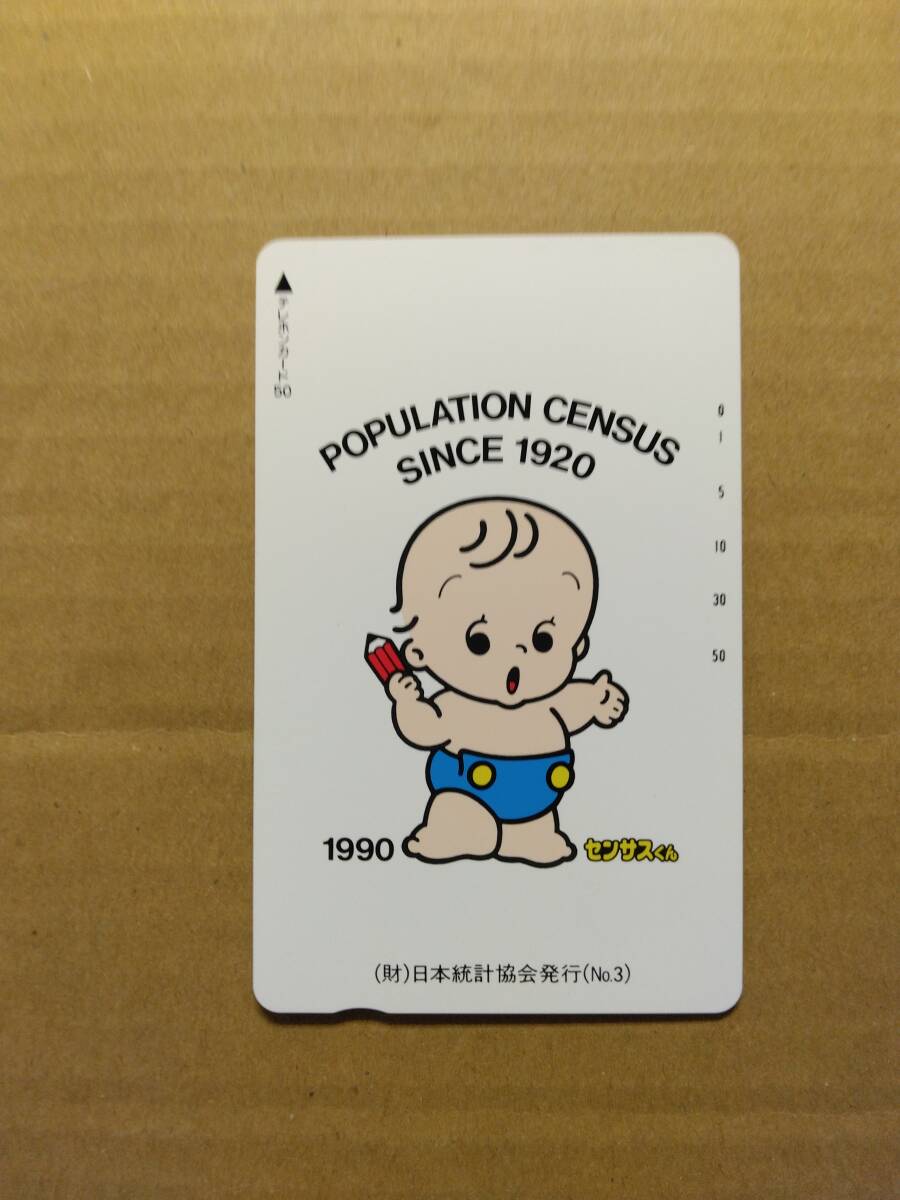 テレホンカード50
POPULATION CENSUS
SINCE 1920
0
1
5
10
30
50
1990
センサスくん
(財)日本統計協会発行(No.3)